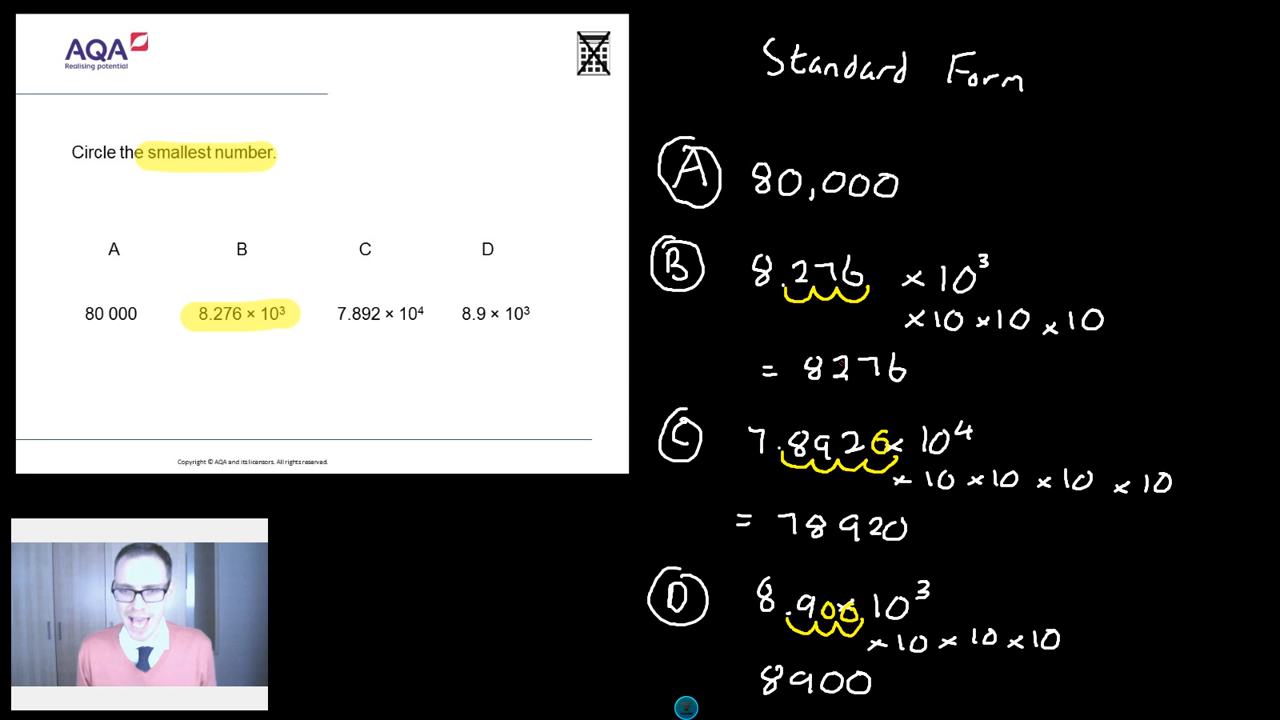 AQA
Realising potential
Circle the smallest number.
A B C D
80 000 8.276 × 10³ 7.892 × 10⁴ 8.9 × 10³
Copyright © AQA and its licensors. All rights reserved.
Standard Form
A 80,000
B 8.276 × 10³
×10 ×10 ×10
= 8276
C 7.8920× 10⁴
× 10 ×10 × 10 × 10
= 78920
D 8.900× 10³
×10 × 10 ×10
8900